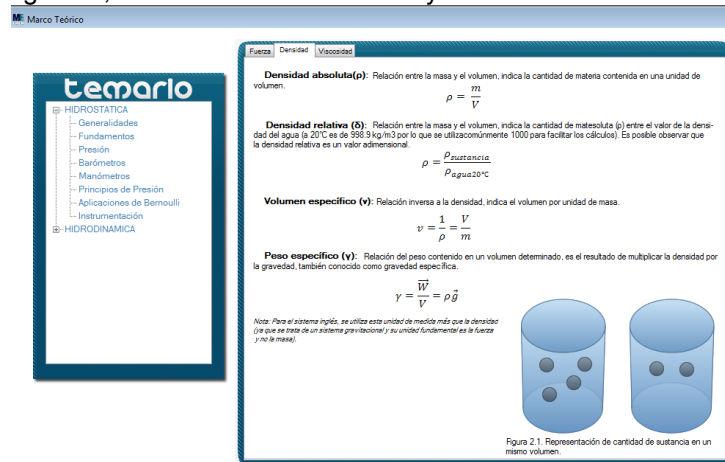 Marco Teórico
Fuerza Densidad Viscosidad
temario
HIDROSTATICA
Generalidades
Fundamentos
Presión
Barómetros
Manómetros
Principios de Presión
Aplicaciones de Bernoulli
Instrumentación
HIDRODINAMICA
Densidad absoluta(ρ): Relación entre la masa y el volumen, indica la cantidad de materia contenida en una unidad de
volumen.
ρ = m/V
Densidad relativa (δ): Relación entre la masa y el volumen, indica la cantidad de matesoluta (ρ) entre el valor de la densi-
dad del agua (a 20°C es de 998.9 kg/m3 por lo que se utilizacomúnmente 1000 para facilitar los cálculos). Es posible observar que
la densidad relativa es un valor adimensional.
ρ = ρsustancia/ρagua20°C
Volumen específico (v): Relación inversa a la densidad, indica el volumen por unidad de masa.
v = 1/ρ = V/m
Peso específico (γ): Relación del peso contenido en un volumen determinado, es el resultado de multiplicar la densidad por
la gravedad, también conocido como gravedad específica.
γ = W⃗/V = ρ g⃗
Nota: Para el sistema inglés, se utiliza esta unidad de medida más que la densidad
(ya que se trata de un sistema gravitacional y su unidad fundamental es la fuerza
y no la masa).
Figura 2.1. Representación de cantidad de sustancia en un
mismo volumen.